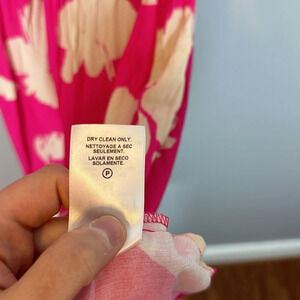 DRY CLEAN ONLY.
NETTOYAGE A SEC
SEULEMENT.
LAVAR EN SECO
SOLAMENTE.
P